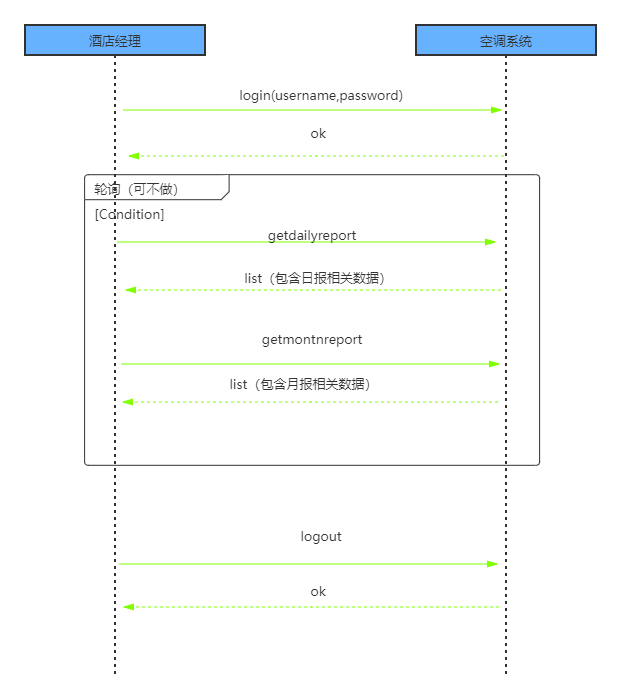 酒店经理
空调系统
login(username,password)
ok
轮询（可不做）
[Condition]
getdailyreport
list（包含日报相关数据）
getmontnreport
list（包含月报相关数据）
logout
ok